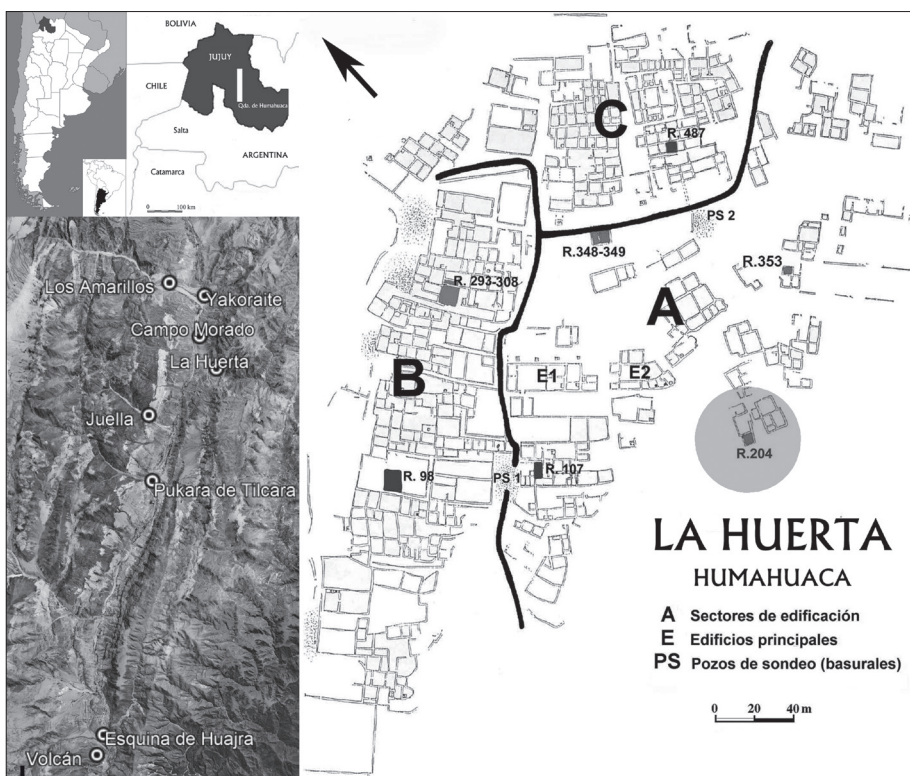 BOLIVIA
JUJUY
CHILE
Qda. de Humahuaca
Salta
ARGENTINA
Catamarca
0 100 km
Los Amarillos
Yakoraite
Campo Morado
La Huerta
Juella
Pukara de Tilcara
Esquina de Huajra
Volcán
C
R. 487
PS 2
R.348-349
R.353
R. 293-308
A
B
E1
E2
R.204
R. 98
PS 1
R. 107
LA HUERTA
HUMAHUACA
A Sectores de edificación
E Edificios principales
PS Pozos de sondeo (basurales)
0 20 40 m